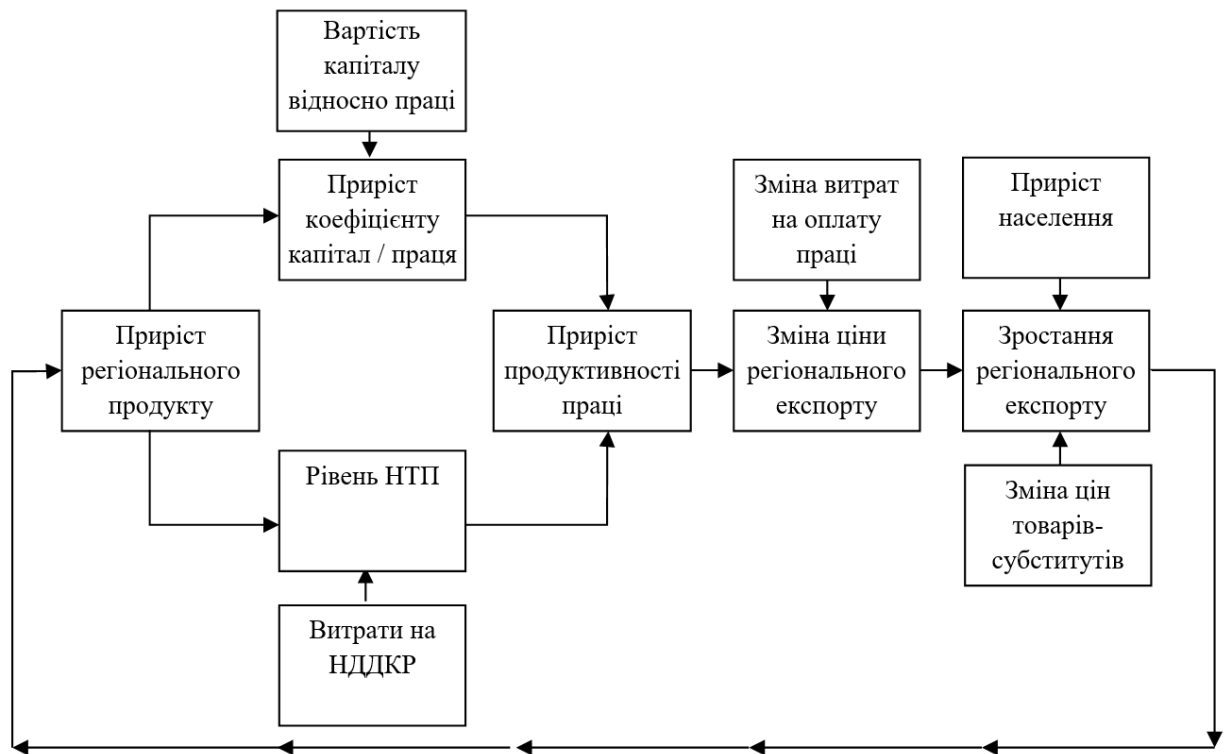 Вартість
капіталу
відносно праці
Приріст
коефіцієнту
капітал / праця
Зміна витрат
на оплату
праці
Приріст
населення
Приріст
регіонального
продукту
Приріст
продуктивності
праці
Зміна ціни
регіонального
експорту
Зростання
регіонального
експорту
Рівень НТП
Зміна цін
товарів-
субститутів
Витрати на
НДДКР